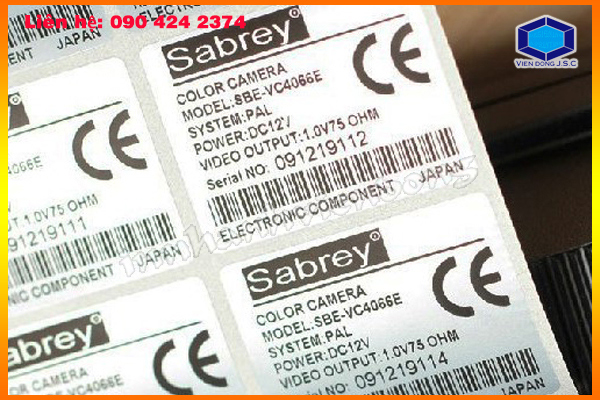 Liên hệ: 090 424 2374
VIEN DONG J.S.C
ELECTRONIC
JAPAN
Sabrey
COLOR CAMERA
MODEL:SBE-VC4066E
SYSTEM:PAL
POWER:DC12V
VIDEO OUTPUT:1.0V75 OHM
Serial NO: 091219112
ELECTRONIC COMPONENT JAPAN
CE
VC4066E
PUT:1.0V75 OHM
091219111
COMPONENT JAPAN
CE
Sabrey
COLOR CAMERA
MODEL:SBE-VC4066E
SYSTEM:PAL
POWER:DC12V
VIDEO OUTPUT:1.0V75 OHM
Serial NO: 091219114
JAPAN
CE
Sabrey
CAMERA
SBE-VC4066E
CE